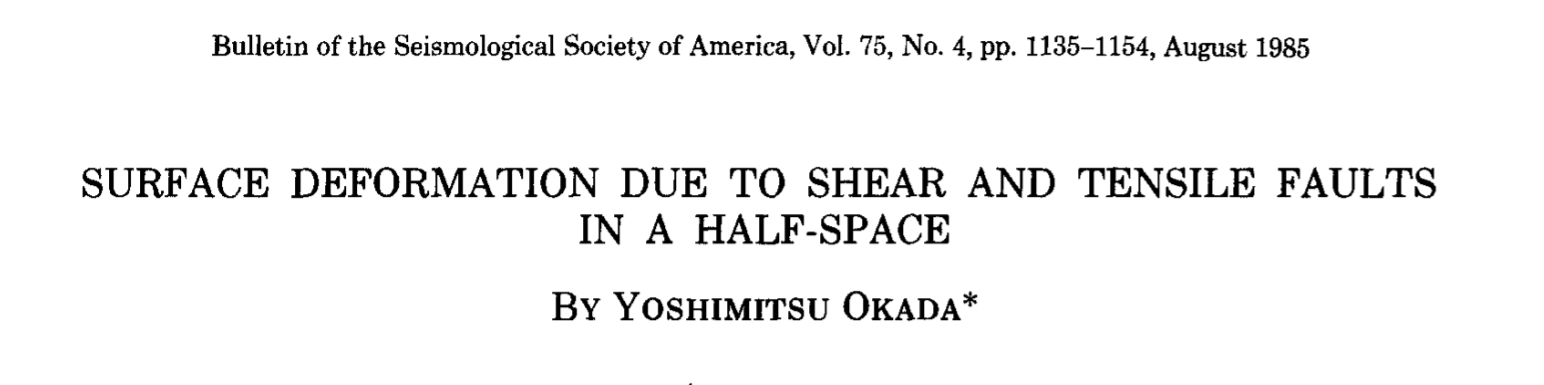 Bulletin of the Seismological Society of America, Vol. 75, No. 4, pp. 1135–1154, August 1985
SURFACE DEFORMATION DUE TO SHEAR AND TENSILE FAULTS
IN A HALF-SPACE
BY YOSHIMITSU OKADA*